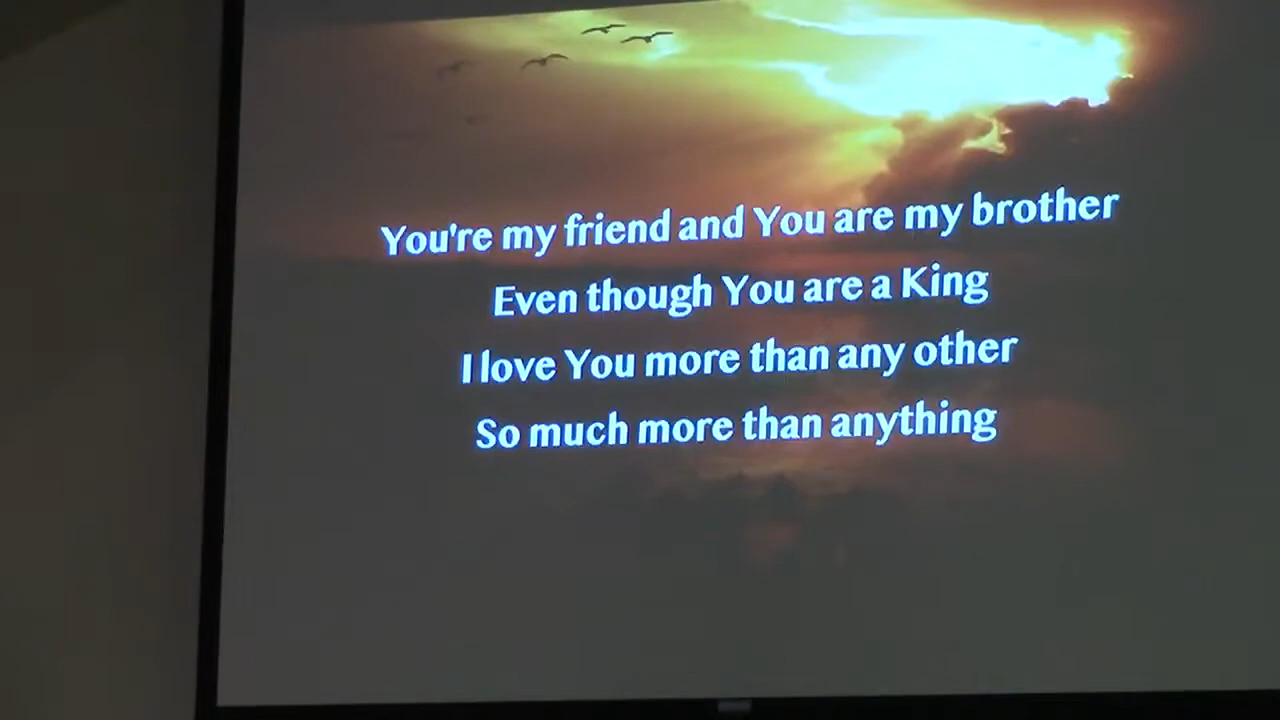 You're my friend and You are my brother
Even though You are a King
I love You more than any other
So much more than anything